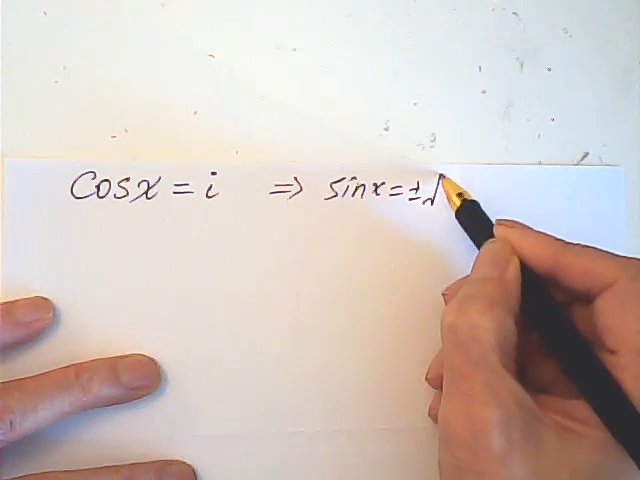 cosx = i ⇒ sinx = ±√